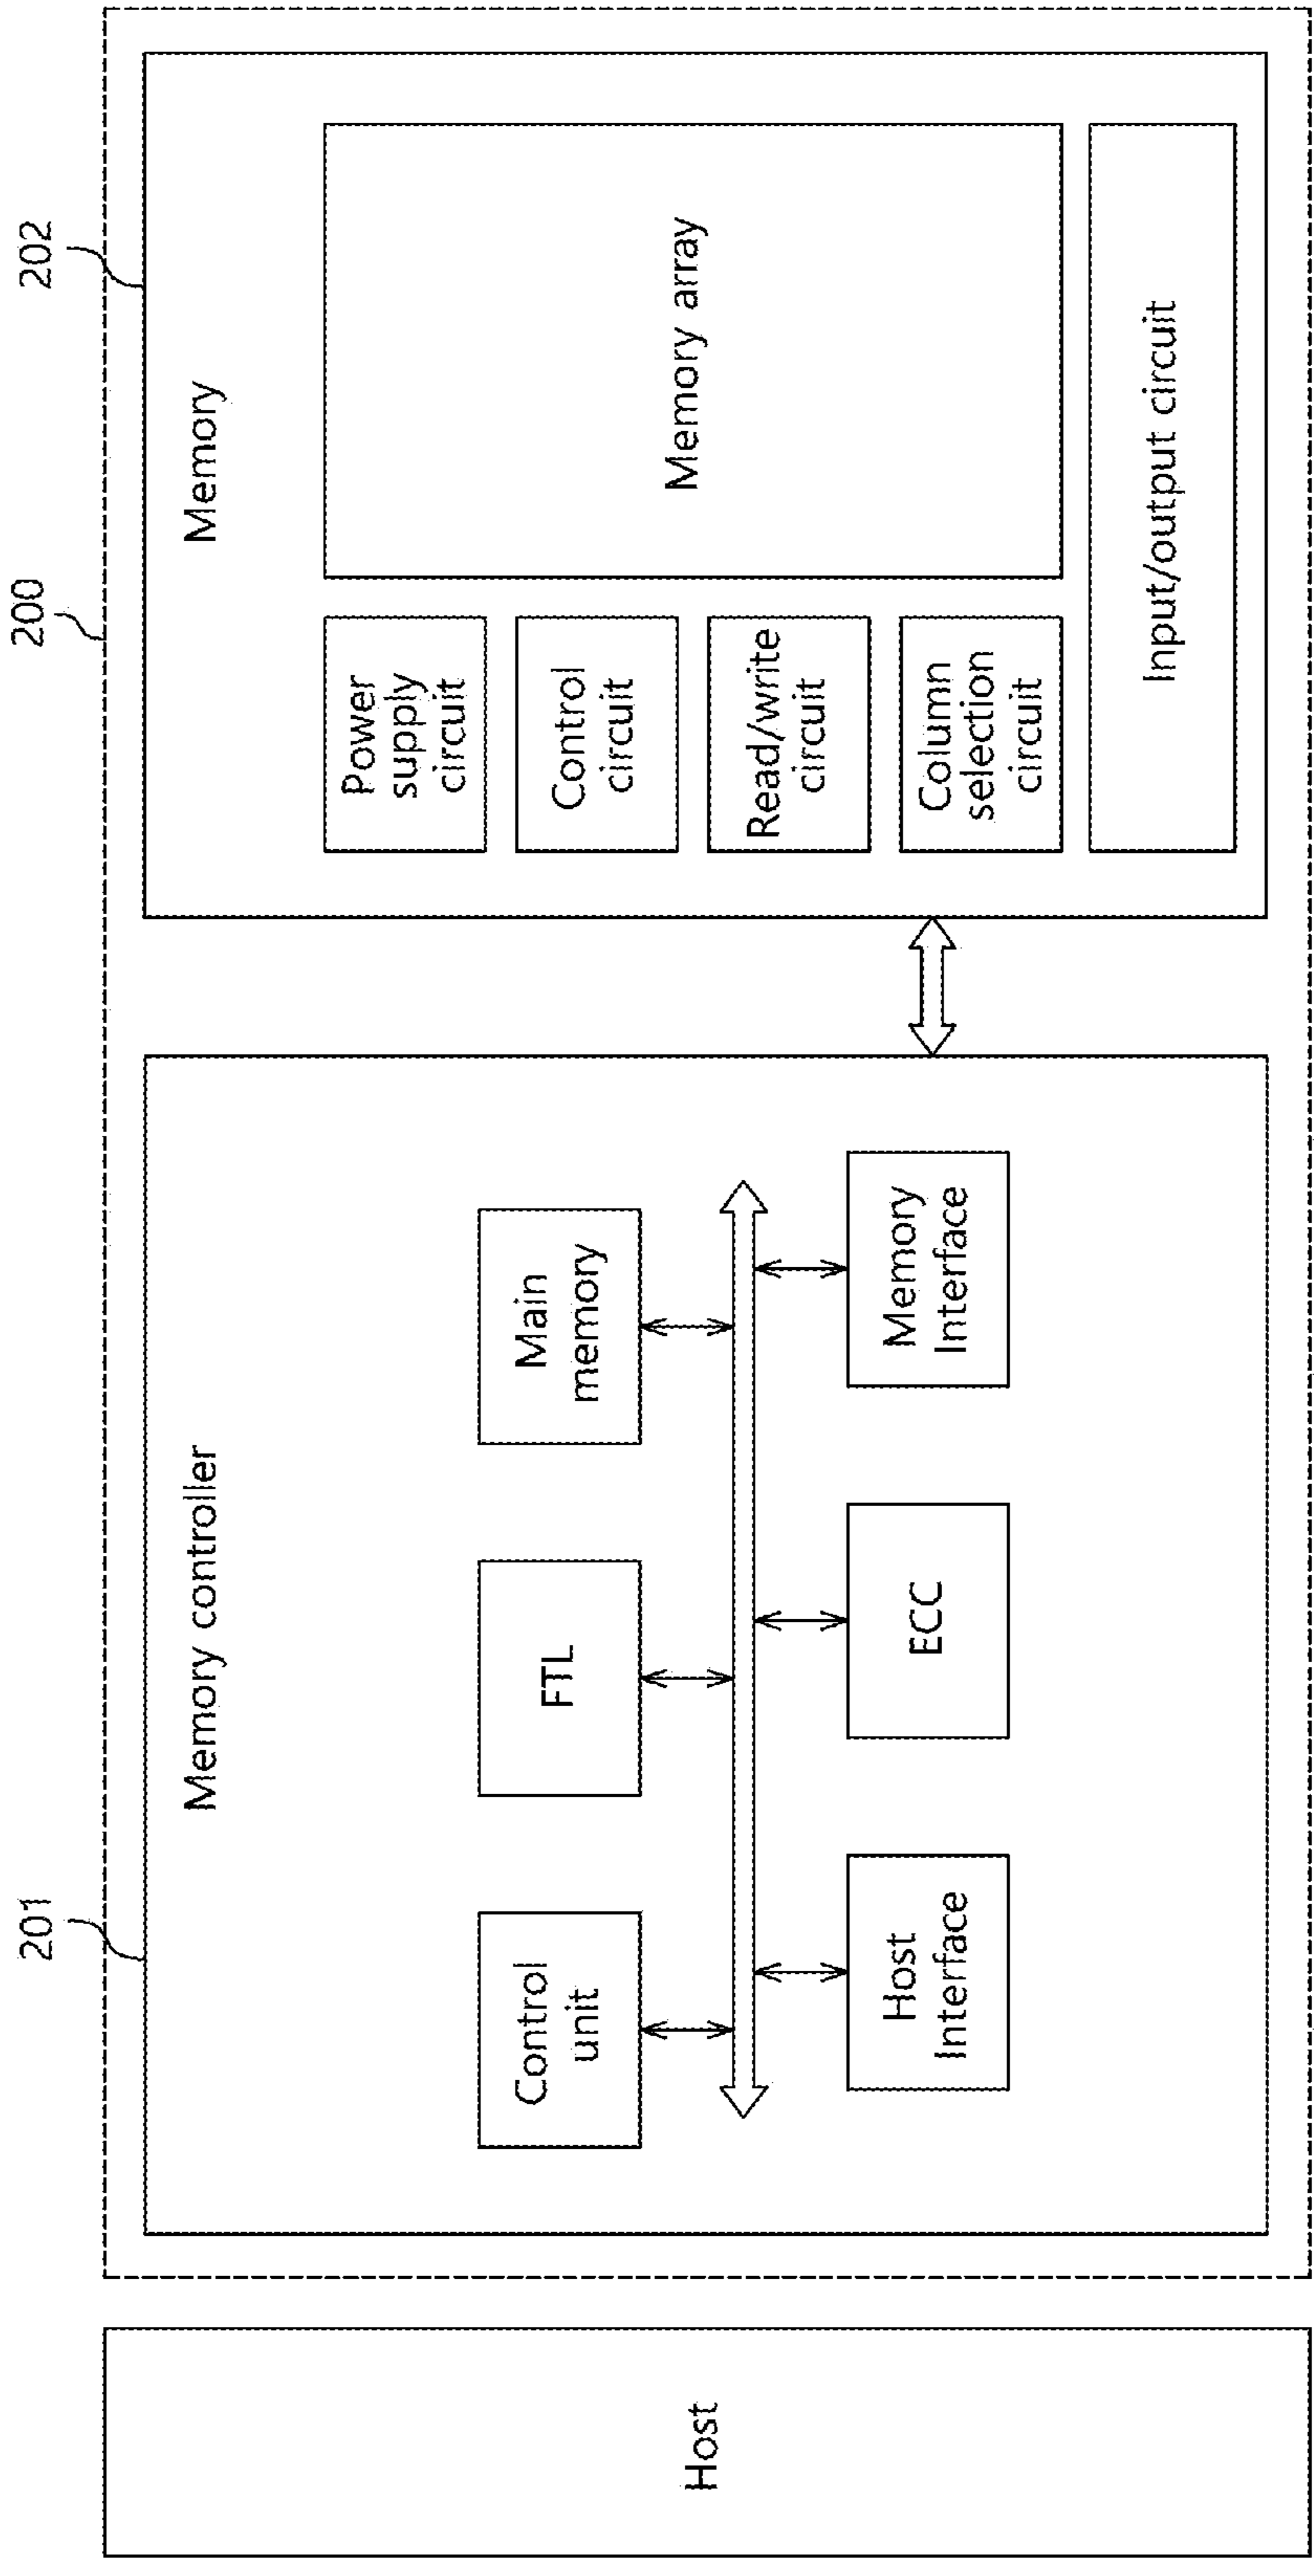 200
201
202
Host
Memory controller
Control
unit
FTL
Main
memory
Host
Interface
ECC
Memory
Interface
Memory
Power
supply
circuit
Control
circuit
Read/write
circuit
Column
selection
circuit
Memory array
Input/output circuit